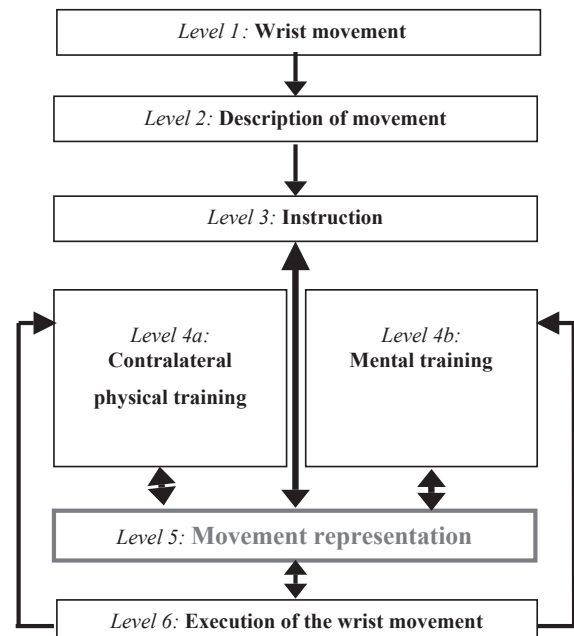 Level 1: Wrist movement
Level 2: Description of movement
Level 3: Instruction
Level 4a:
Contralateral
physical training
Level 4b:
Mental training
Level 5: Movement representation
Level 6: Execution of the wrist movement